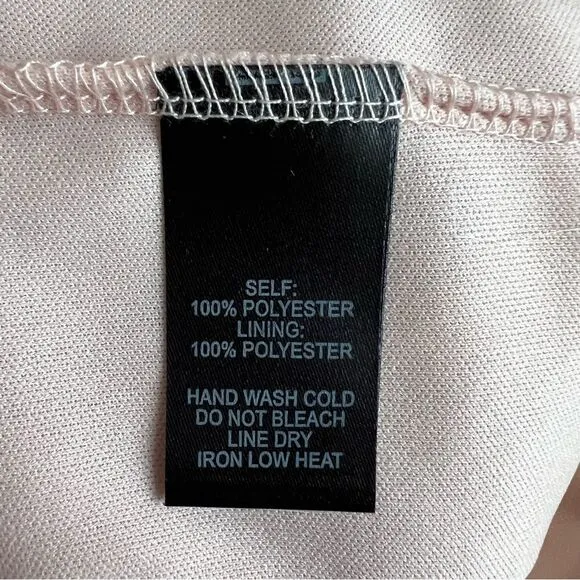 SELF:
100% POLYESTER
LINING:
100% POLYESTER
HAND WASH COLD
DO NOT BLEACH
LINE DRY
IRON LOW HEAT